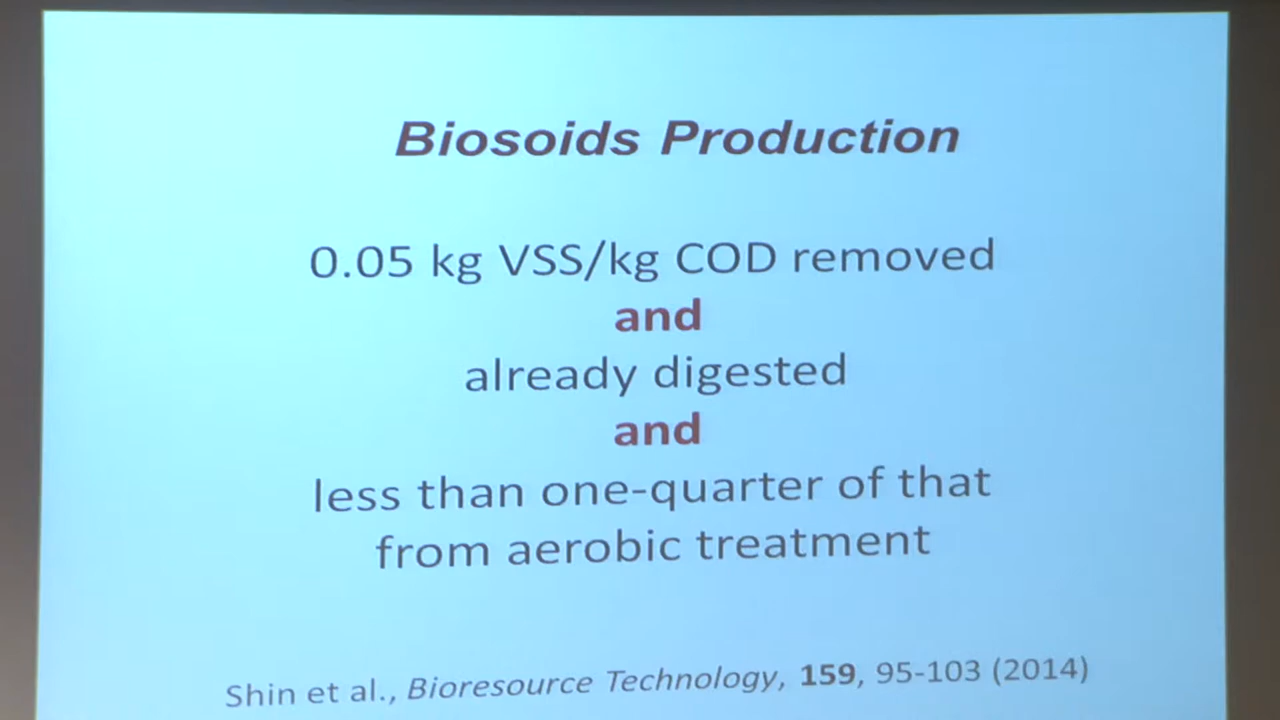 Biosoids Production
0.05 kg VSS/kg COD removed
and
already digested
and
less than one-quarter of that
from aerobic treatment
Shin et al., Bioresource Technology, 159, 95-103 (2014)